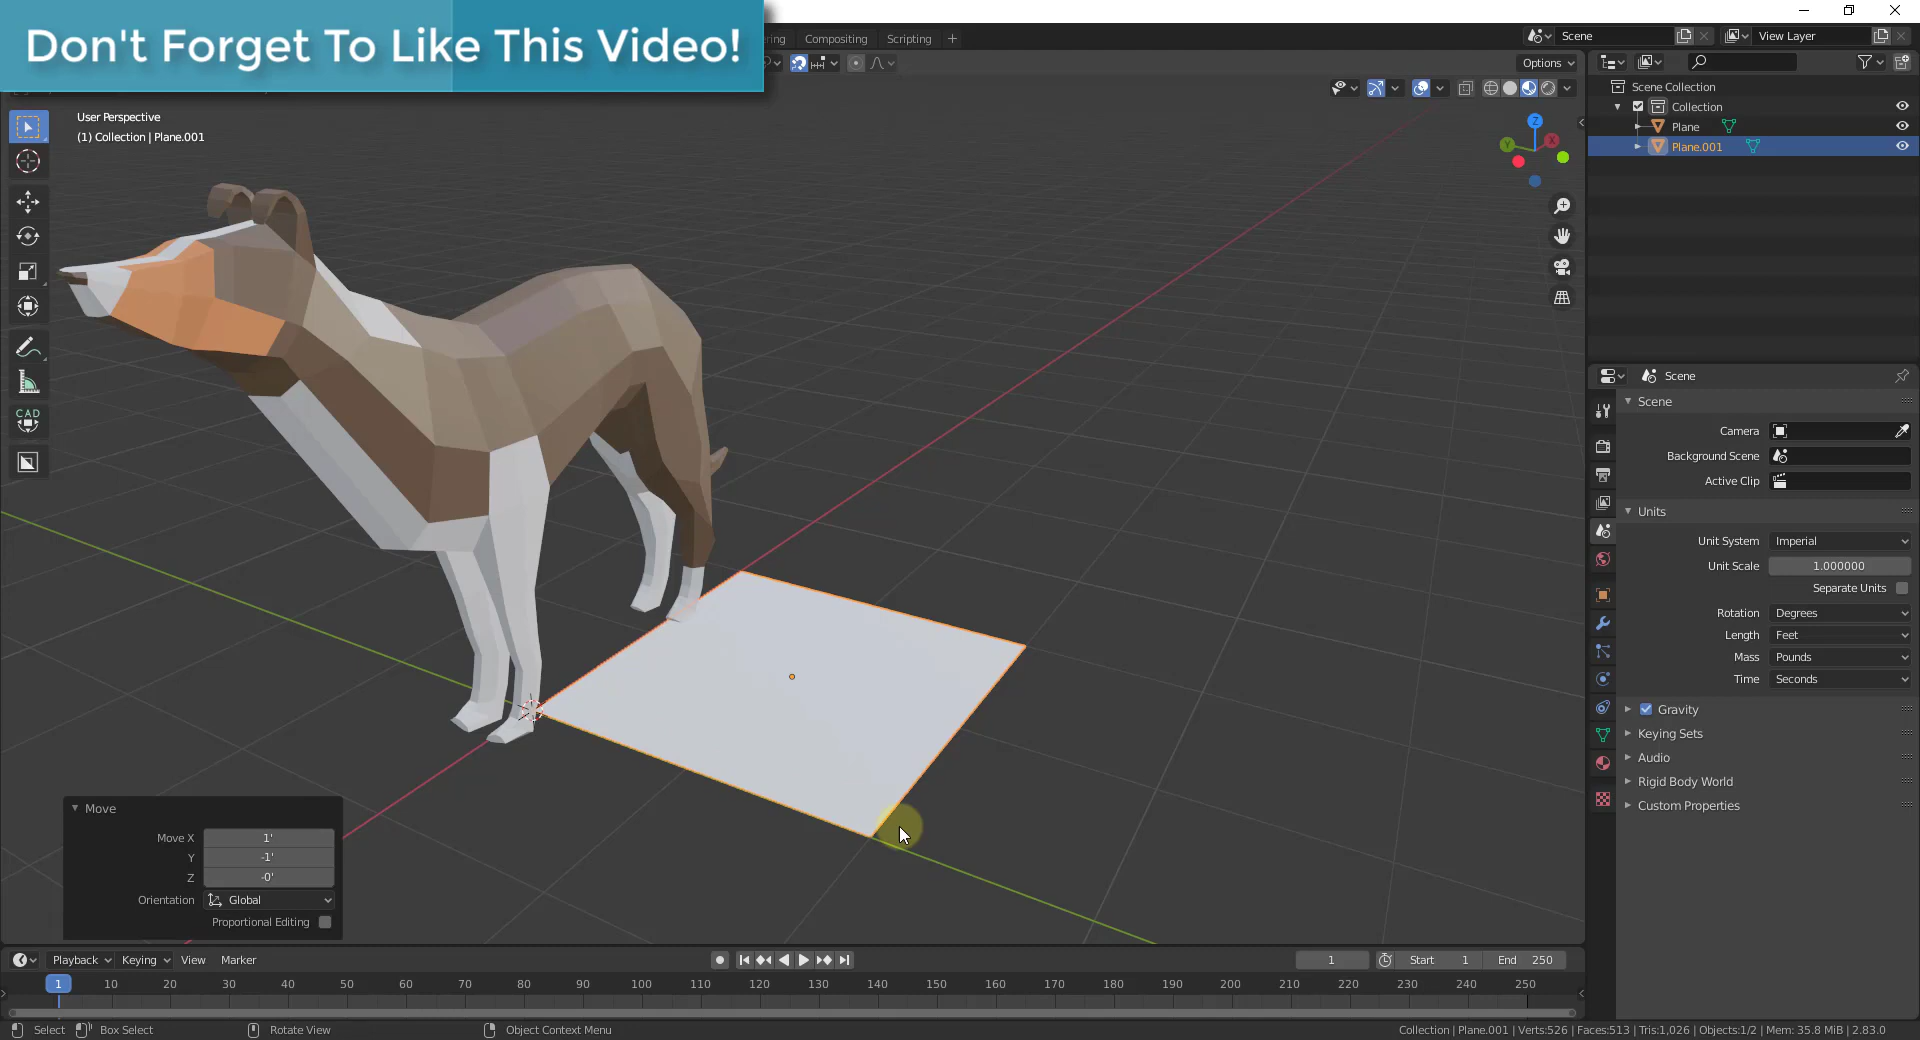 Don't Forget To Like This Video!
ering
Compositing
Scripting
+
Scene
View Layer
Options
User Perspective
(1) Collection | Plane.001
Z
X
Y
CAD
Scene Collection
Collection
Plane
Plane.001
Scene
Scene
Camera
Background Scene
Active Clip
Units
Unit System Imperial
Unit Scale 1.000000
Separate Units
Rotation Degrees
Length Feet
Mass Pounds
Time Seconds
Gravity
Keying Sets
Audio
Rigid Body World
Custom Properties
Move
Move X 1'
Y -1'
Z -0'
Orientation Global
Proportional Editing
Playback Keying View Marker
1 Start 1 End 250
1 10 20 30 40 50 60 70 80 90 100 110 120 130 140 150 160 170 180 190 200 210 220 230 240 250
Select Box Select Rotate View Object Context Menu
Collection | Plane.001 | Verts:526 | Faces:513 | Tris:1,026 | Objects:1/2 | Mem: 35.8 MiB | 2.83.0